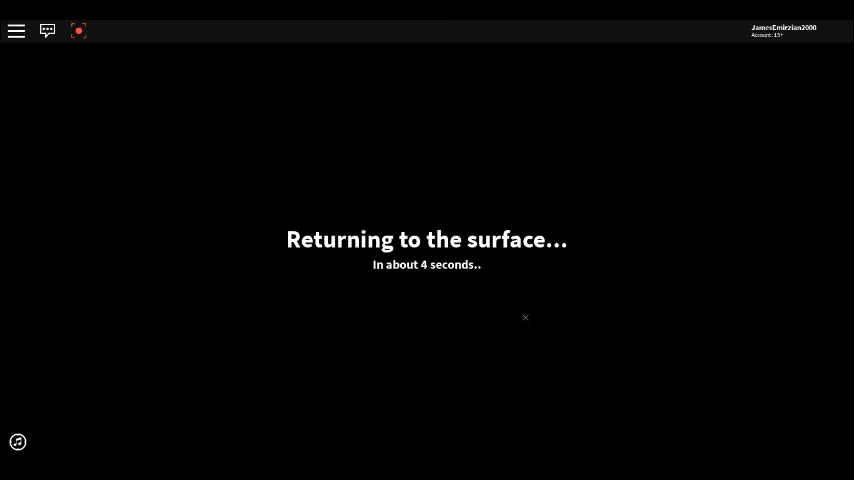 JamesEmirzian2000
Account: 13+
Returning to the surface...
In about 4 seconds..